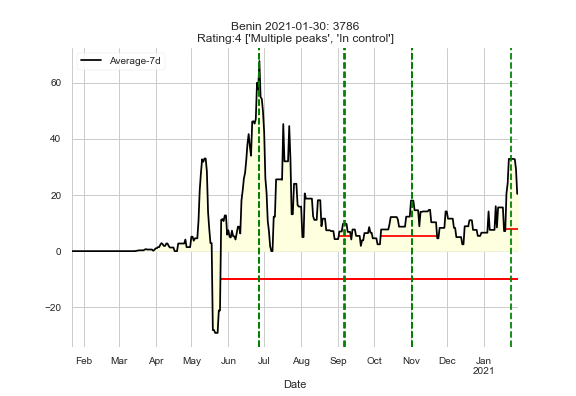 Benin 2021-01-30: 3786
Rating:4 ['Multiple peaks', 'In control']
Average-7d
60
40
20
0
−20
Feb Mar Apr May Jun Jul Aug Sep Oct Nov Dec Jan
2021
Date